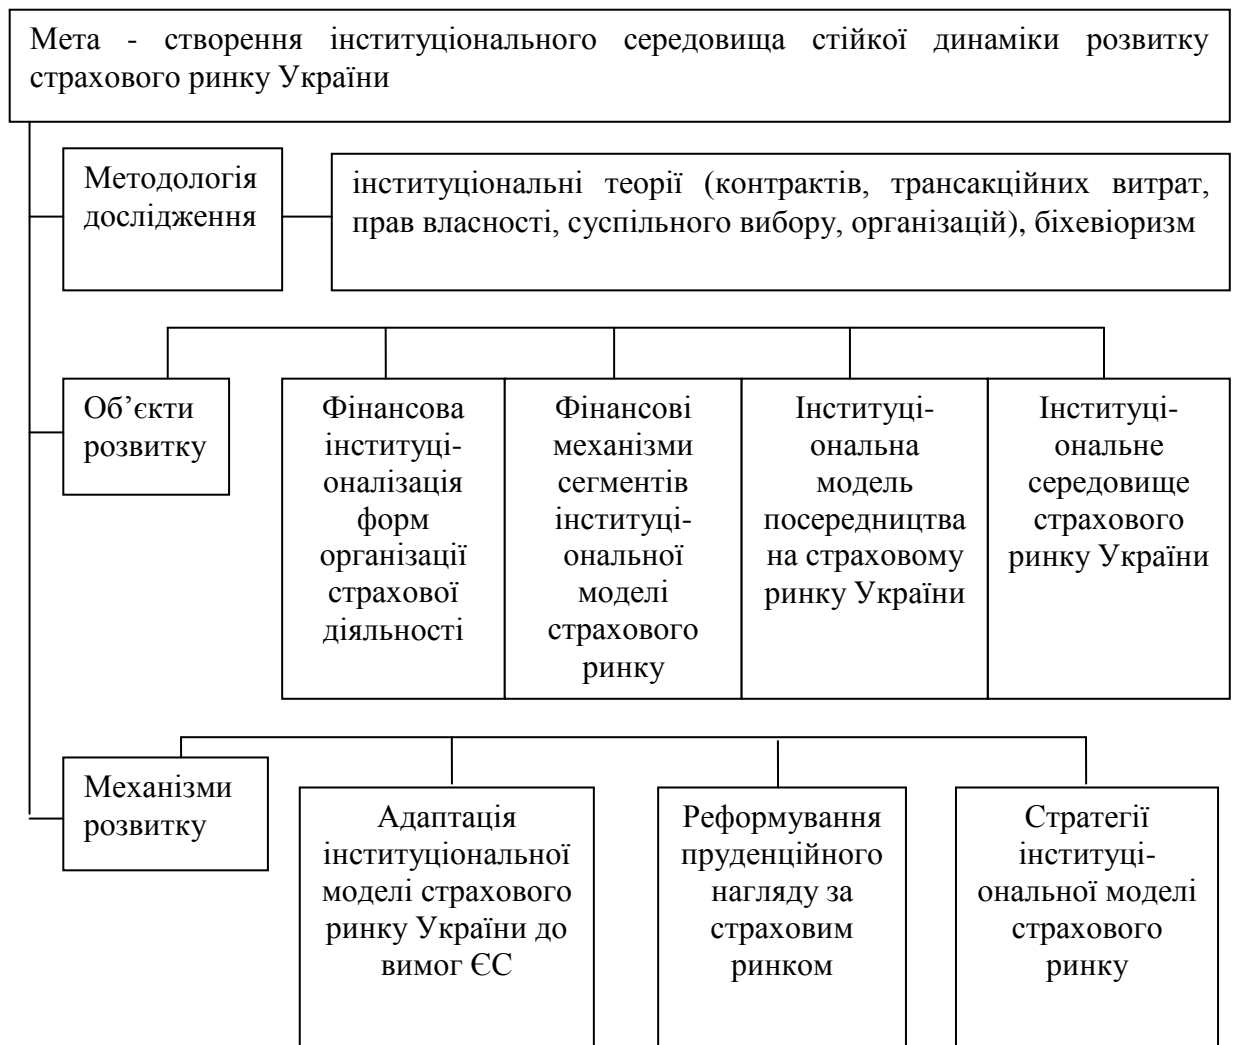 Мета - створення інституціонального середовища стійкої динаміки розвитку
страхового ринку України
Методологія
дослідження
інституціональні теорії (контрактів, трансакційних витрат,
прав власності, суспільного вибору, організацій), біхевіоризм
Об’єкти
розвитку
Фінансова
інституці-
оналізація
форм
організації
страхової
діяльності
Фінансові
механізми
сегментів
інституці-
ональної
моделі
страхового
ринку
Інституці-
ональна
модель
посередництва
на страховому
ринку України
Інституці-
ональне
середовище
страхового
ринку України
Механізми
розвитку
Адаптація
інституціональної
моделі страхового
ринку України до
вимог ЄС
Реформування
пруденційного
нагляду за
страховим
ринком
Стратегії
інституці-
ональної моделі
страхового
ринку